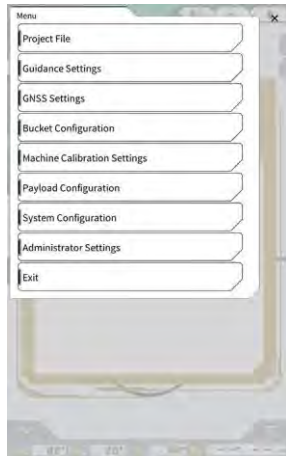 Menu
×
Project File
Guidance Settings
GNSS Settings
Bucket Configuration
Machine Calibration Settings
Payload Configuration
System Configuration
Administrator Settings
Exit